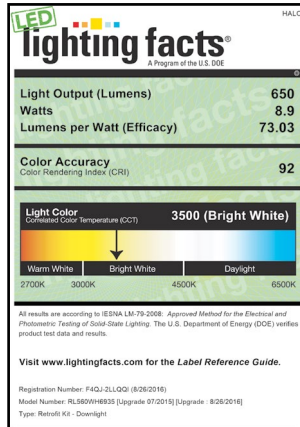 LED
HALO
lighting facts®
A Program of the U.S. DOE
Light Output (Lumens) 650
Watts 8.9
Lumens per Watt (Efficacy) 73.03
Color Accuracy 92
Color Rendering Index (CRI)
Light Color 3500 (Bright White)
Correlated Color Temperature (CCT)
Warm White Bright White Daylight
2700K 3000K 4500K 6500K
All results are according to IESNA LM-79-2008: Approved Method for the Electrical and
Photometric Testing of Solid-State Lighting. The U.S. Department of Energy (DOE) verifies
product test data and results.
Visit www.lightingfacts.com for the Label Reference Guide.
Registration Number: F4QJ-2LLQQI (8/26/2016)
Model Number: RL560WH6935 [Upgrade 07/2015] [Upgrade : 8/26/2016]
Type: Retrofit Kit - Downlight